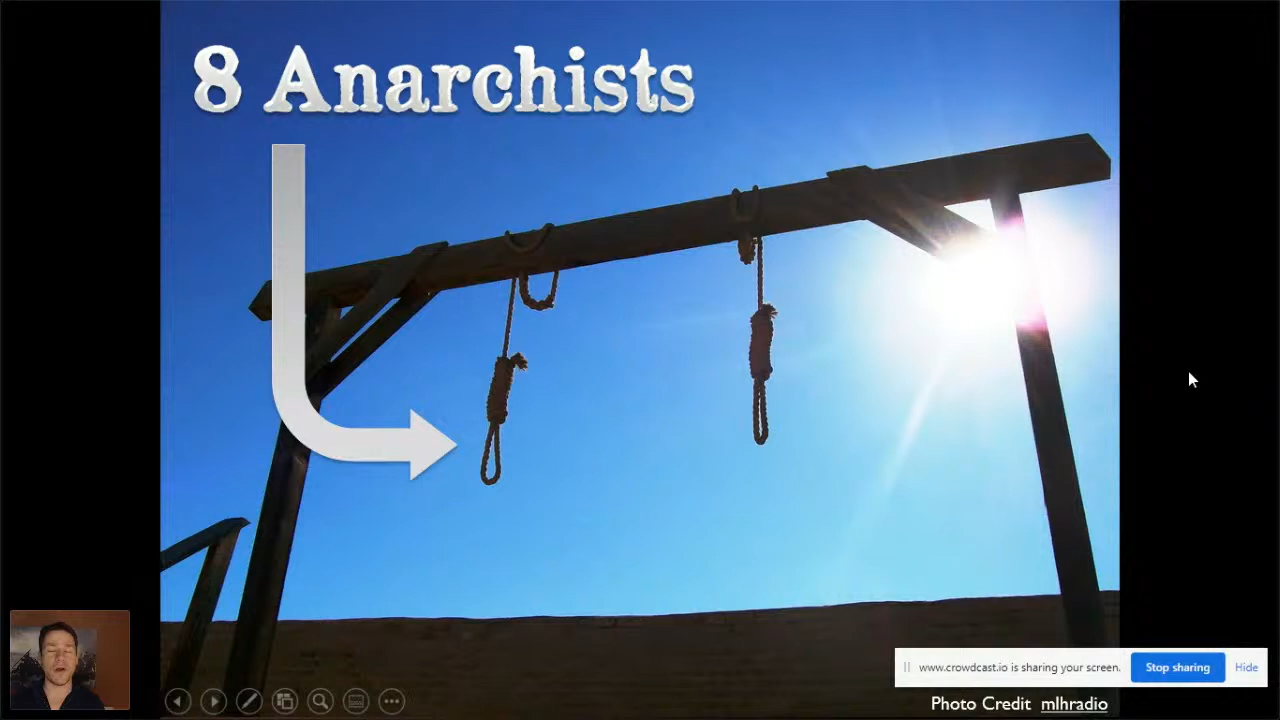 8 Anarchists
www.crowdcast.io is sharing your screen.
Stop sharing
Hide
Photo Credit mlhradio